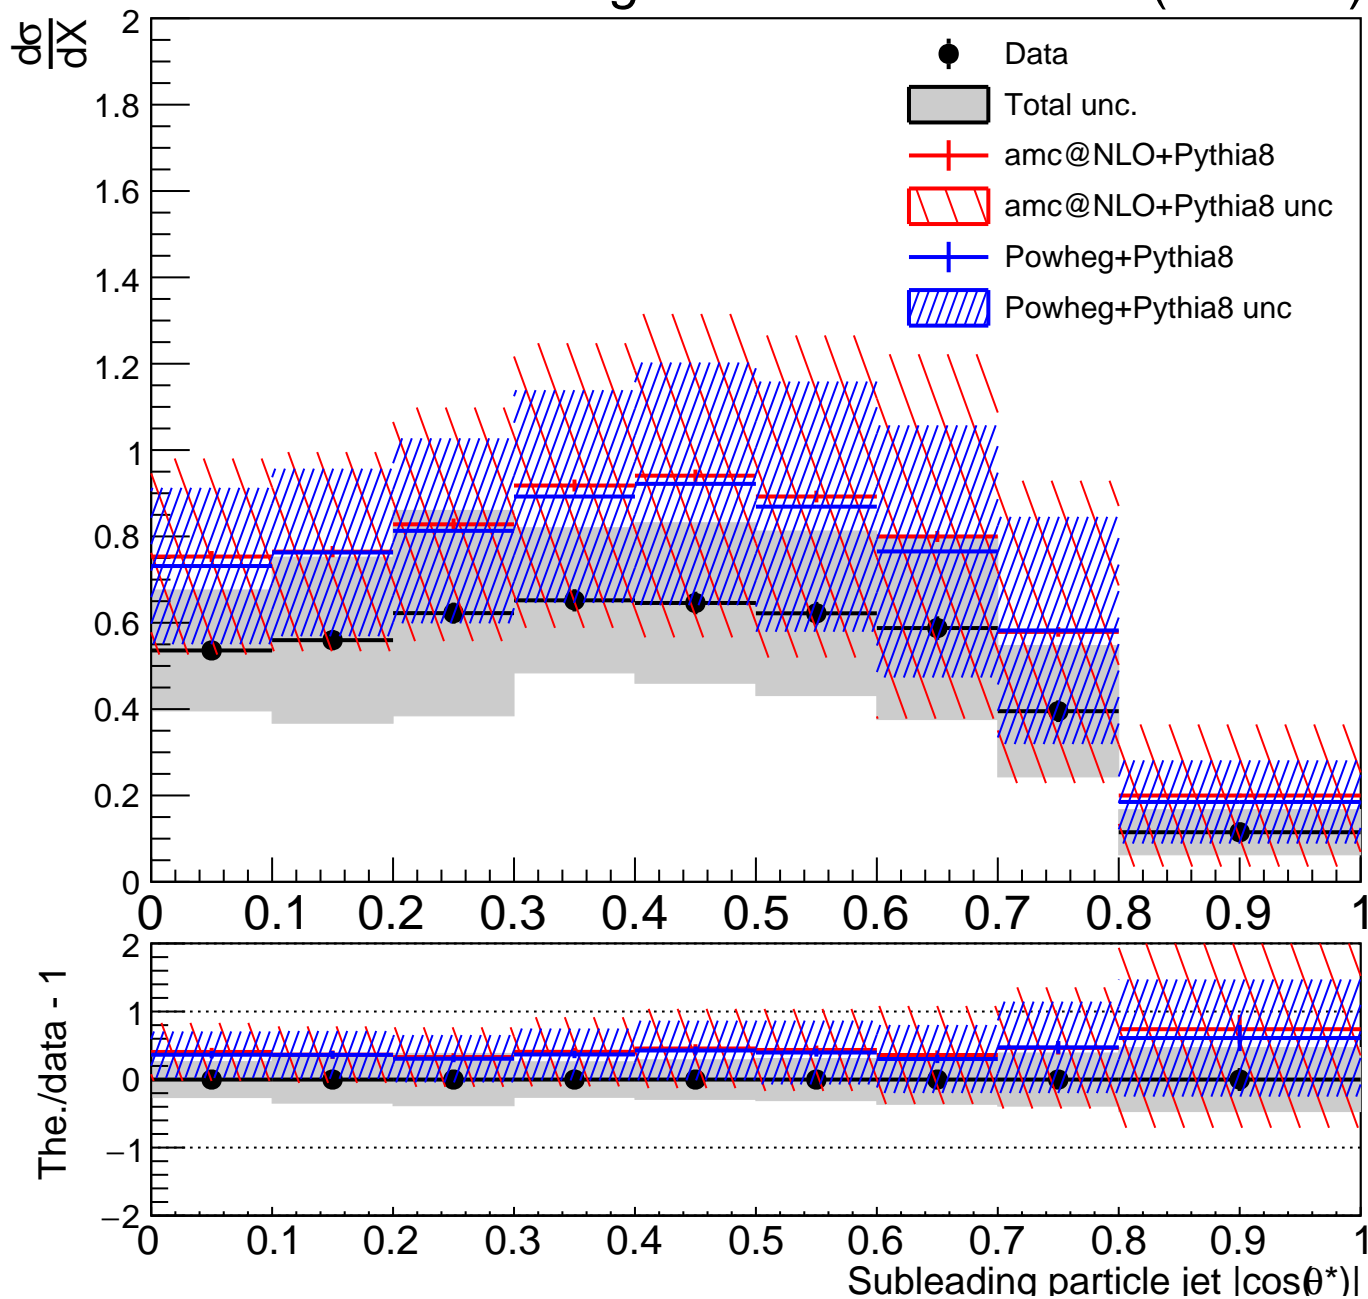 dσ
dX
2
1.8
1.6
1.4
1.2
1
0.8
0.6
0.4
0.2
0
Data
Total unc.
amc@NLO+Pythia8
amc@NLO+Pythia8 unc
Powheg+Pythia8
Powheg+Pythia8 unc
0 0.1 0.2 0.3 0.4 0.5 0.6 0.7 0.8 0.9 1
The./data - 1
2
1
0
−1
−2
0 0.1 0.2 0.3 0.4 0.5 0.6 0.7 0.8 0.9 1
Subleading particle jet |cos(θ*)|